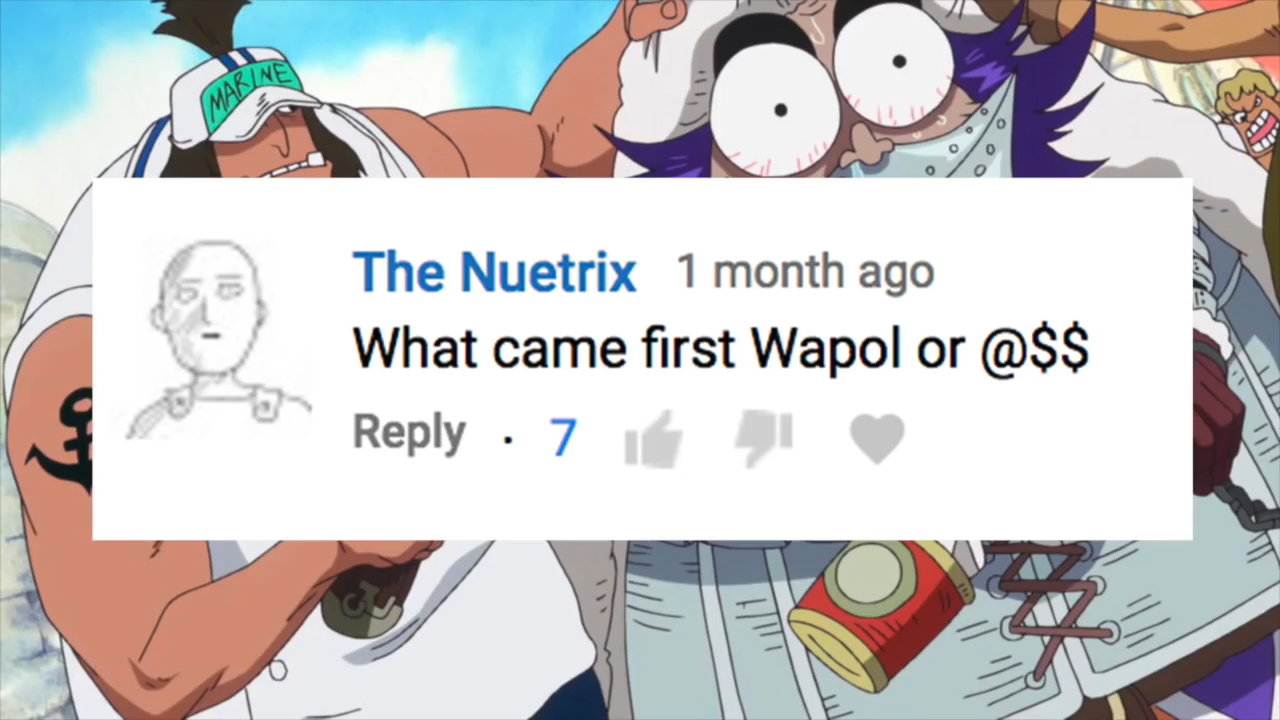 MARINE
The Nuetrix 1 month ago
What came first Wapol or @$$
Reply · 7